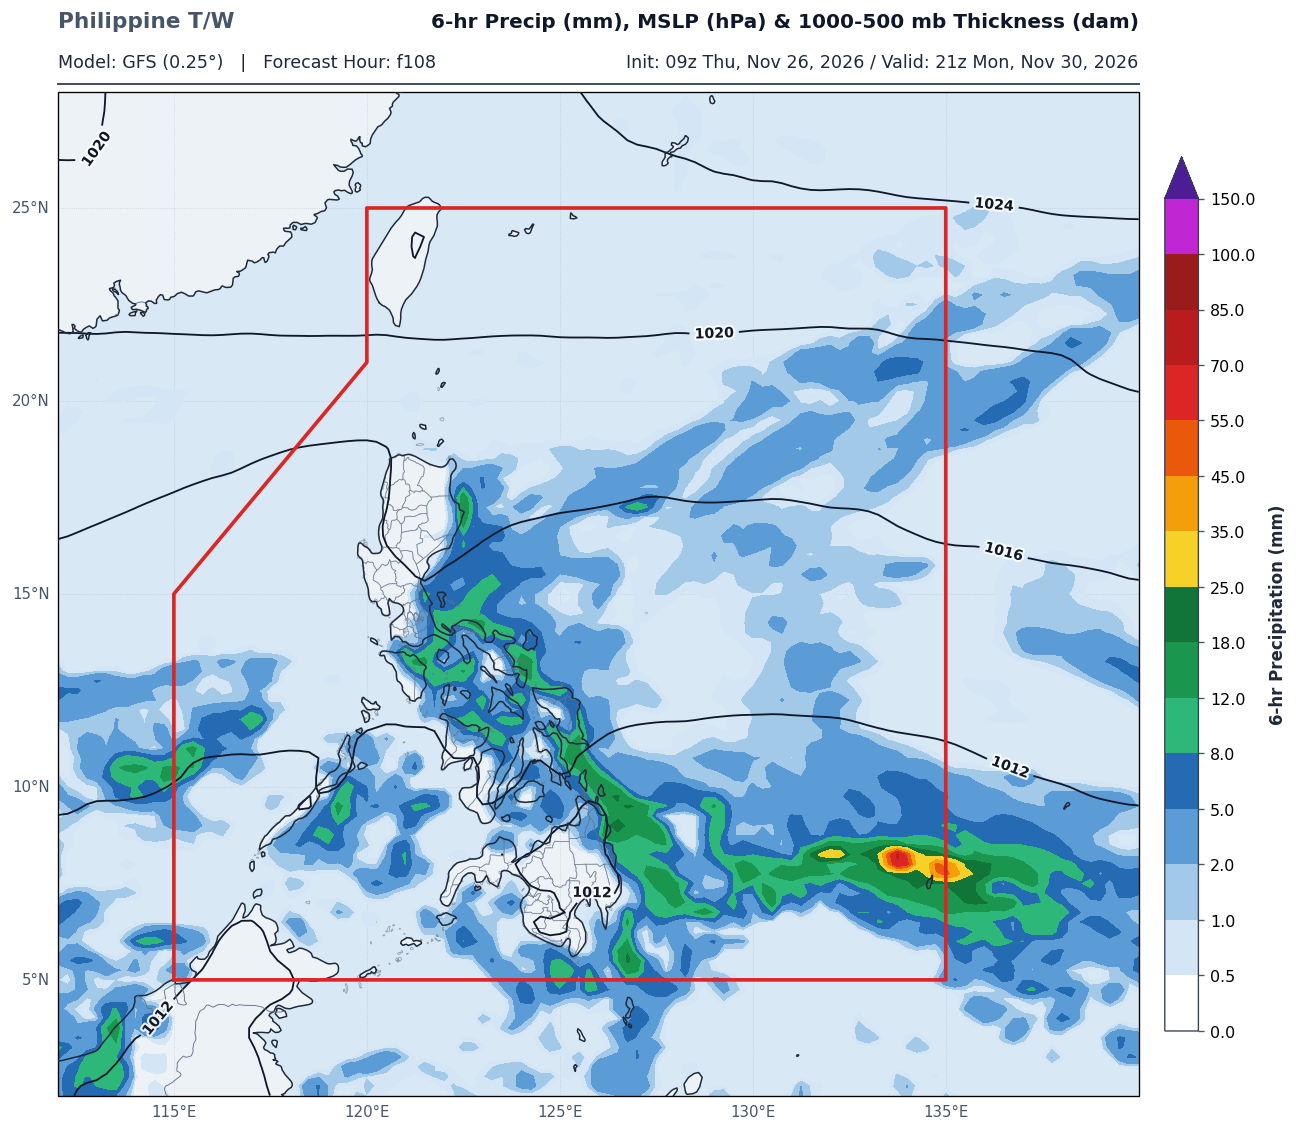 Philippine T/W
6-hr Precip (mm), MSLP (hPa) & 1000-500 mb Thickness (dam)
Model: GFS (0.25°)   |   Forecast Hour: f108
Init: 09z Thu, Nov 26, 2026 / Valid: 21z Mon, Nov 30, 2026
1020
1024
1020
1016
1012
1012
1012
25°N
20°N
15°N
10°N
5°N
115°E
120°E
125°E
130°E
135°E
150.0
100.0
85.0
70.0
55.0
45.0
35.0
25.0
18.0
12.0
8.0
5.0
2.0
1.0
0.5
0.0
6-hr Precipitation (mm)